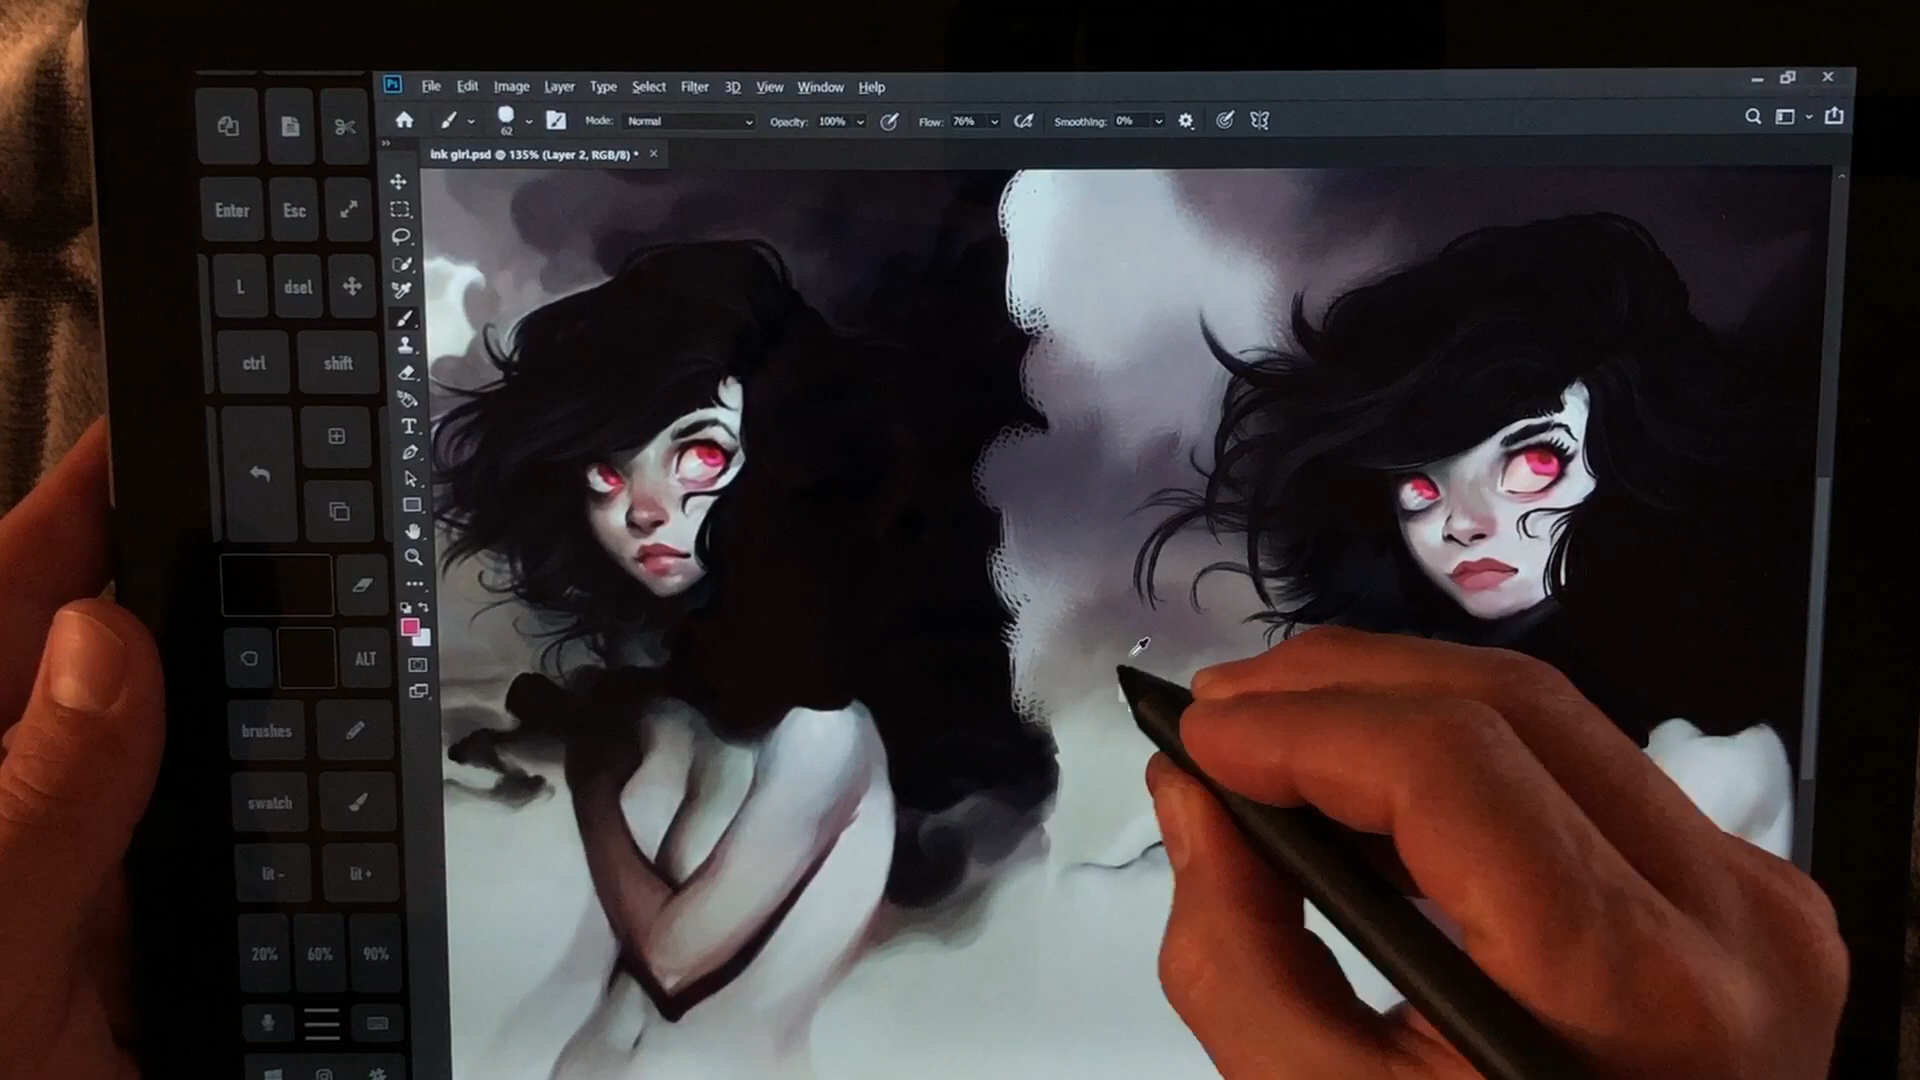 Ps File Edit Image Layer Type Select Filter 3D View Window Help
62 Mode: Normal Opacity: 100% Flow: 76% Smoothing: 0%
ink girl.psd @ 135% (Layer 2, RGB/8) *
Enter Esc
L dsel
ctrl shift
ALT
brushes
swatch
lit- lit+
20% 60% 90%
T